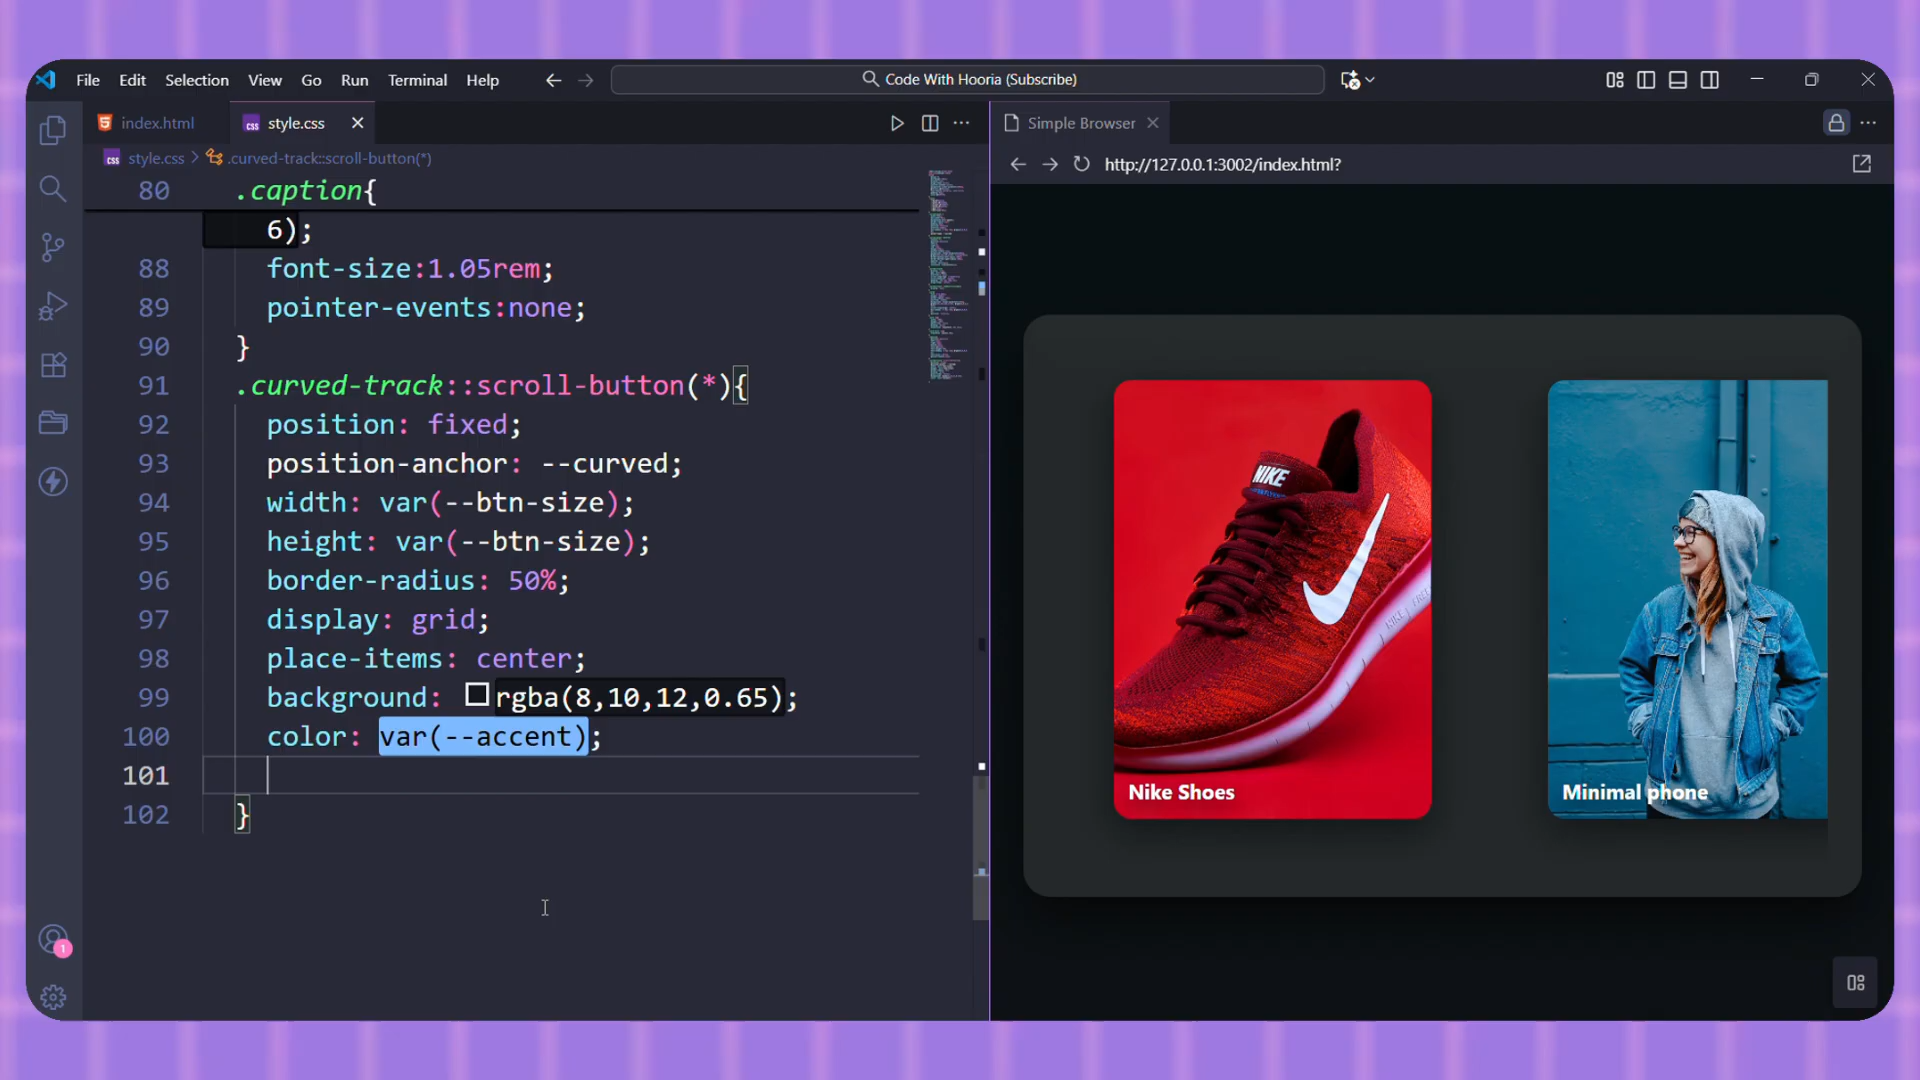 File Edit Selection View Go Run Terminal Help
Code With Hooria (Subscribe)
index.html
style.css
Simple Browser
style.css > .curved-track::scroll-button(*)
http://127.0.0.1:3002/index.html?
80 .caption{
6);
88 font-size:1.05rem;
89 pointer-events:none;
90 }
91 .curved-track::scroll-button(*){
92 position: fixed;
93 position-anchor: --curved;
94 width: var(--btn-size);
95 height: var(--btn-size);
96 border-radius: 50%;
97 display: grid;
98 place-items: center;
99 background: rgba(8,10,12,0.65);
100 color: var(--accent);
101
102 }
NIKE
NIKE FREE
Nike Shoes
Minimal phone
1